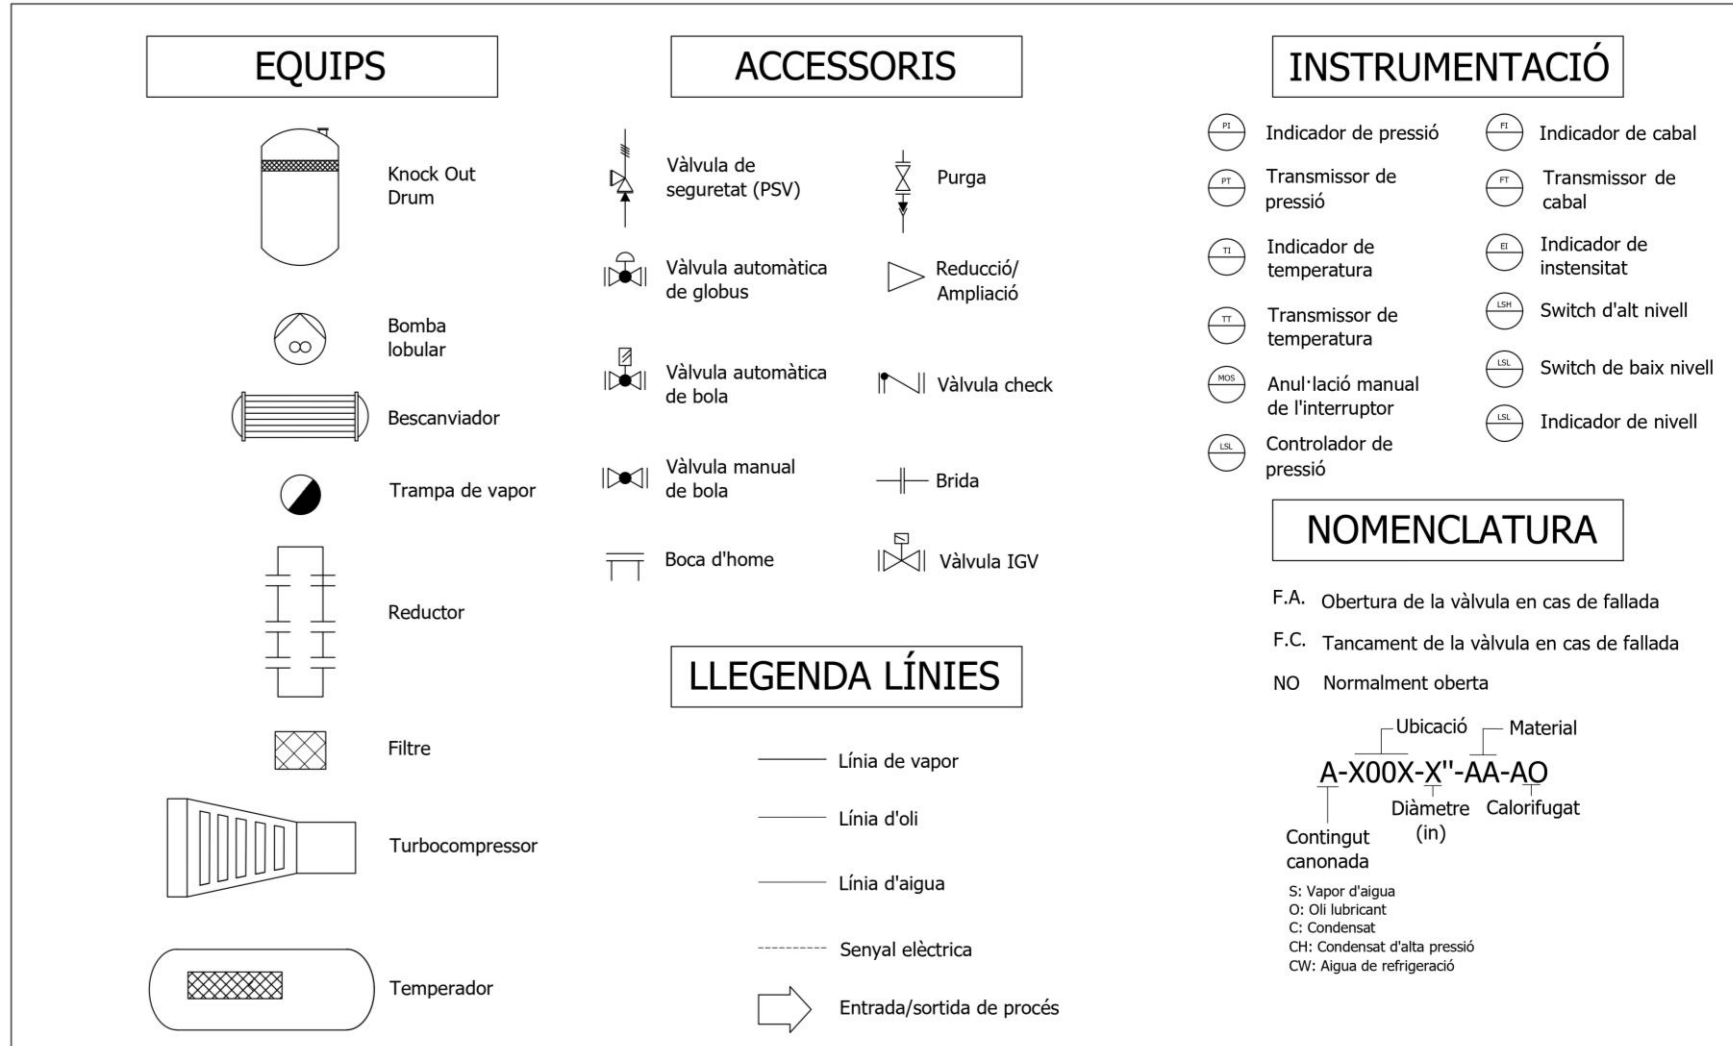 EQUIPS
Knock Out
Drum
Bomba
lobular
Bescanviador
Trampa de vapor
Reductor
Filtre
Turbocompressor
Temperador
ACCESSORIS
Vàlvula de
seguretat (PSV)
Vàlvula automàtica
de globus
Vàlvula automàtica
de bola
Vàlvula manual
de bola
Boca d'home
Purga
Reducció/
Ampliació
Vàlvula check
Brida
Vàlvula IGV
LLEGENDA LÍNIES
Línia de vapor
Línia d'oli
Línia d'aigua
Senyal elèctrica
Entrada/sortida de procés
INSTRUMENTACIÓ
PI
Indicador de pressió
PT
Transmissor de
pressió
TI
Indicador de
temperatura
TT
Transmissor de
temperatura
MOS
Anul·lació manual
de l'interruptor
LSL
Controlador de
pressió
FI
Indicador de cabal
FT
Transmissor de
cabal
EI
Indicador de
instensitat
LSH
Switch d'alt nivell
LSL
Switch de baix nivell
LSL
Indicador de nivell
NOMENCLATURA
F.A. Obertura de la vàlvula en cas de fallada
F.C. Tancament de la vàlvula en cas de fallada
NO Normalment oberta
Ubicació
Material
A-X00X-X"-AA-AO
Diàmetre
(in)
Calorifugat
Contingut
canonada
S: Vapor d'aigua
O: Oli lubricant
C: Condensat
CH: Condensat d'alta pressió
CW: Aigua de refrigeració